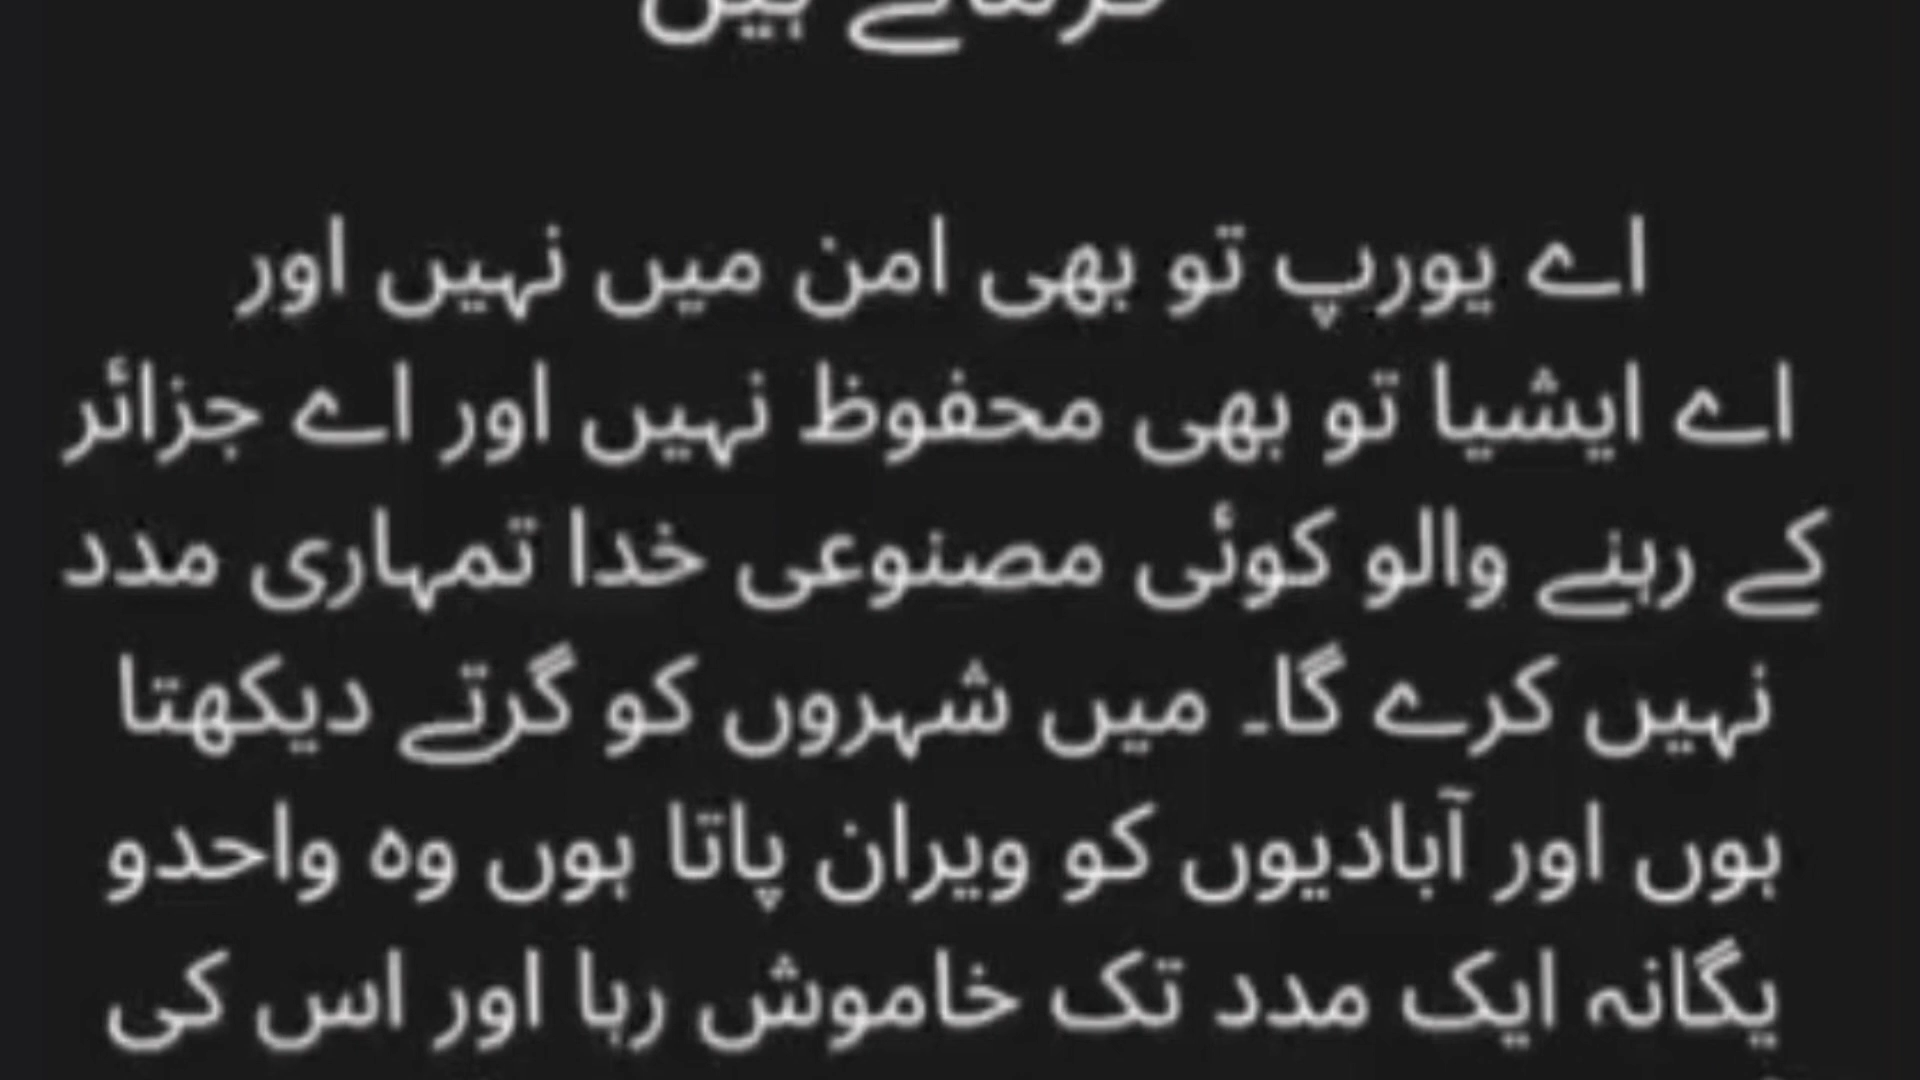 فرماتے ہیں
اے یورپ تو بھی امن میں نہیں اور
اے ایشیا تو بھی محفوظ نہیں اور اے جزائر
کے رہنے والو کوئی مصنوعی خدا تمہاری مدد
نہیں کرے گا۔ میں شہروں کو گرتے دیکھتا
ہوں اور آبادیوں کو ویران پاتا ہوں وہ واحدو
یگانہ ایک مدد تک خاموش رہا اور اس کی